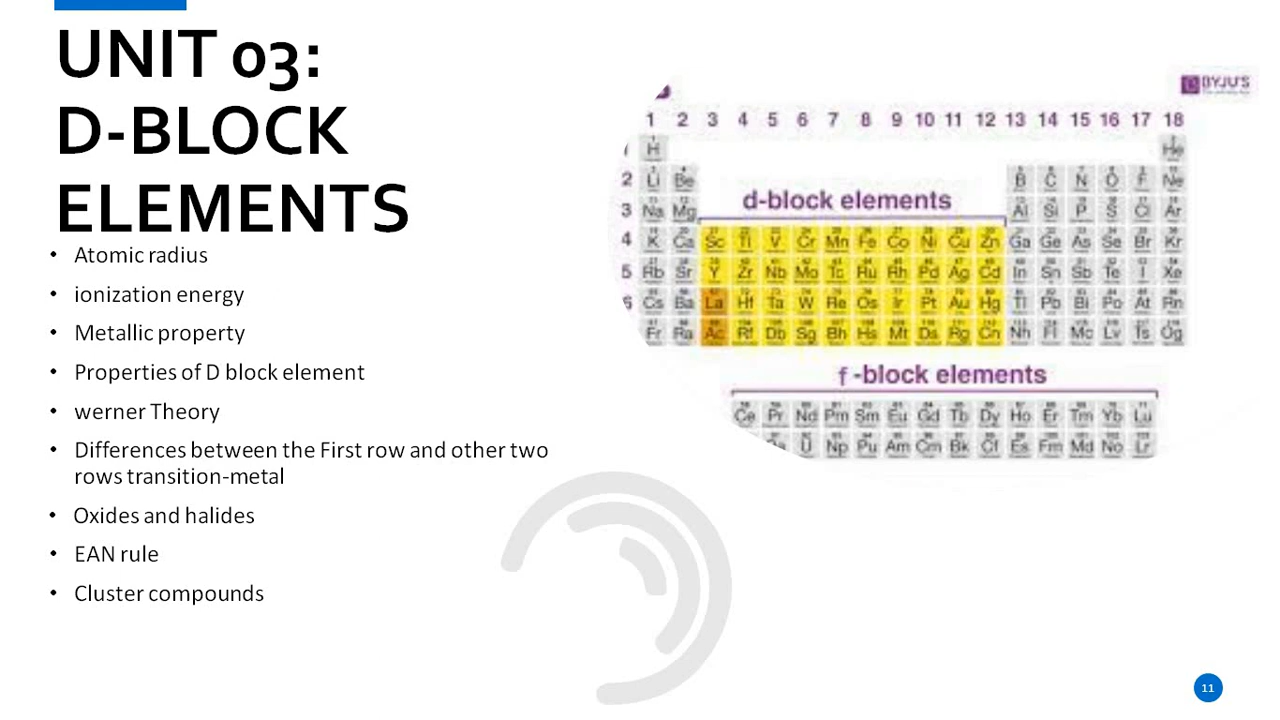 UNIT 03:
D-BLOCK
ELEMENTS
• Atomic radius
• ionization energy
• Metallic property
• Properties of D block element
• werner Theory
• Differences between the First row and other two
rows transition-metal
• Oxides and halides
• EAN rule
• Cluster compounds
BYJU'S
1 2 3 4 5 6 7 8 9 10 11 12 13 14 15 16 17 18
H He
2 Li Be B C N O F Ne
d-block elements
3 Na Mg Al Si P S Cl Ar
4 K Ca Sc Ti V Cr Mn Fe Co Ni Cu Zn Ga Ge As Se Br Kr
5 Rb Sr Y Zr Nb Mo Tc Ru Rh Pd Ag Cd In Sn Sb Te I Xe
6 Cs Ba La Hf Ta W Re Os Ir Pt Au Hg Tl Pb Bi Po At Rn
Fr Ra Ac Rf Db Sg Bh Hs Mt Ds Rg Cn Nh Fl Mc Lv Ts Og
f-block elements
Ce Pr Nd Pm Sm Eu Gd Tb Dy Ho Er Tm Yb Lu
U Np Pu Am Cm Bk Cf Es Fm Md No Lr
11